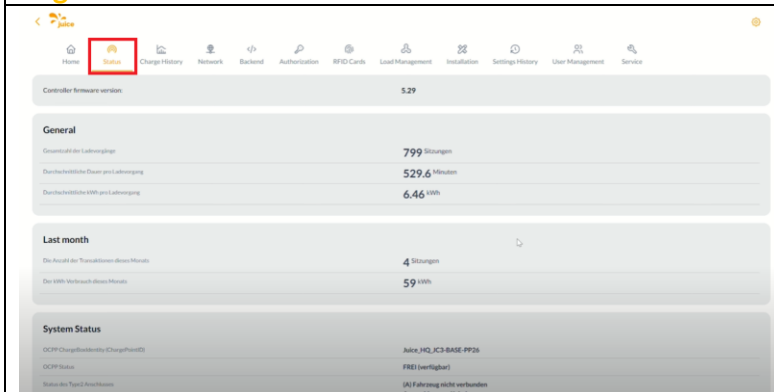 juice
Home Status Charge History Network Backend Authorization RFID Cards Load Management Installation Settings History User Management Service
Controller firmware version: 5.29
General
Gesamtzahl der Ladevorgänge 799 Sitzungen
Durchschnittliche Dauer pro Ladevorgang 529.6 Minuten
Durchschnittliche kWh pro Ladevorgang 6.46 kWh
Last month
Die Anzahl der Transaktionen dieses Monats 4 Sitzungen
Der kWh-Verbrauch dieses Monats 59 kWh
System Status
OCPP ChargeBoxIdentity (ChargePointID) Juice_HQ_JC3-BASE-PP26
OCPP Status FREI (verfügbar)
Status des Type2 Anschlusses (A) Fahrzeug nicht verbunden